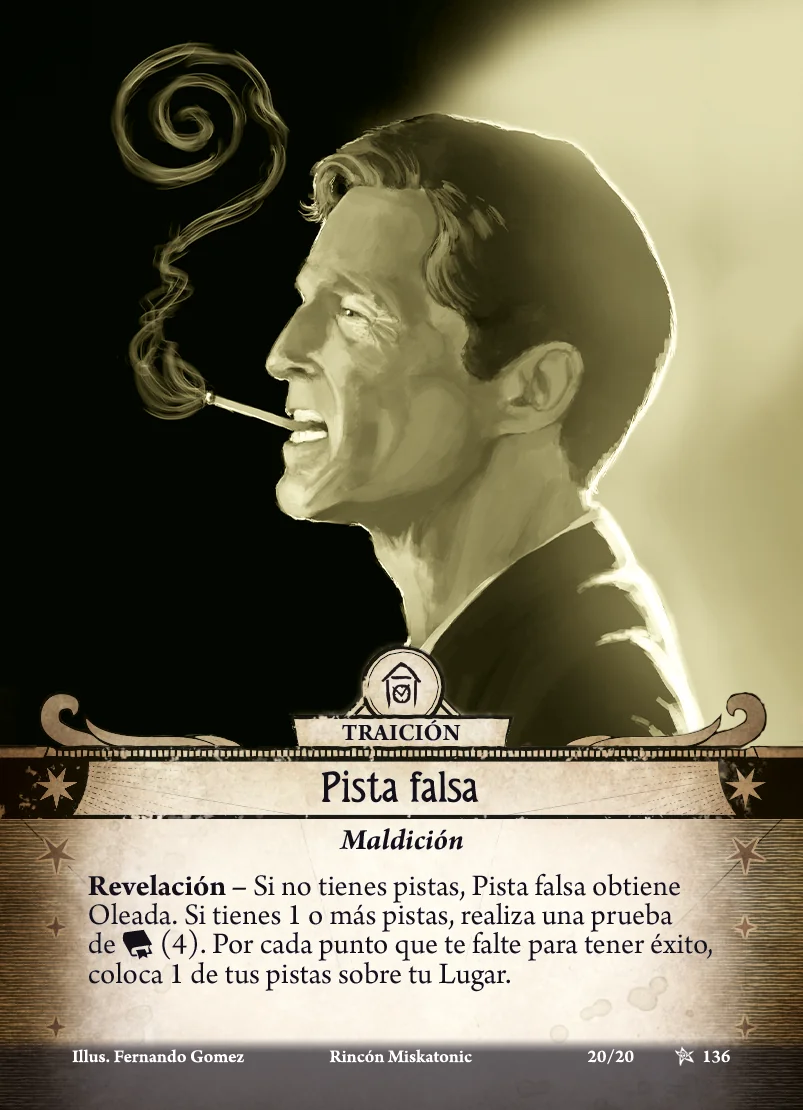 TRAICIÓN
Pista falsa
Maldición
Revelación – Si no tienes pistas, Pista falsa obtiene
Oleada. Si tienes 1 o más pistas, realiza una prueba
de (4). Por cada punto que te falte para tener éxito,
coloca 1 de tus pistas sobre tu Lugar.
Illus. Fernando Gomez Rincón Miskatonic 20/20 136